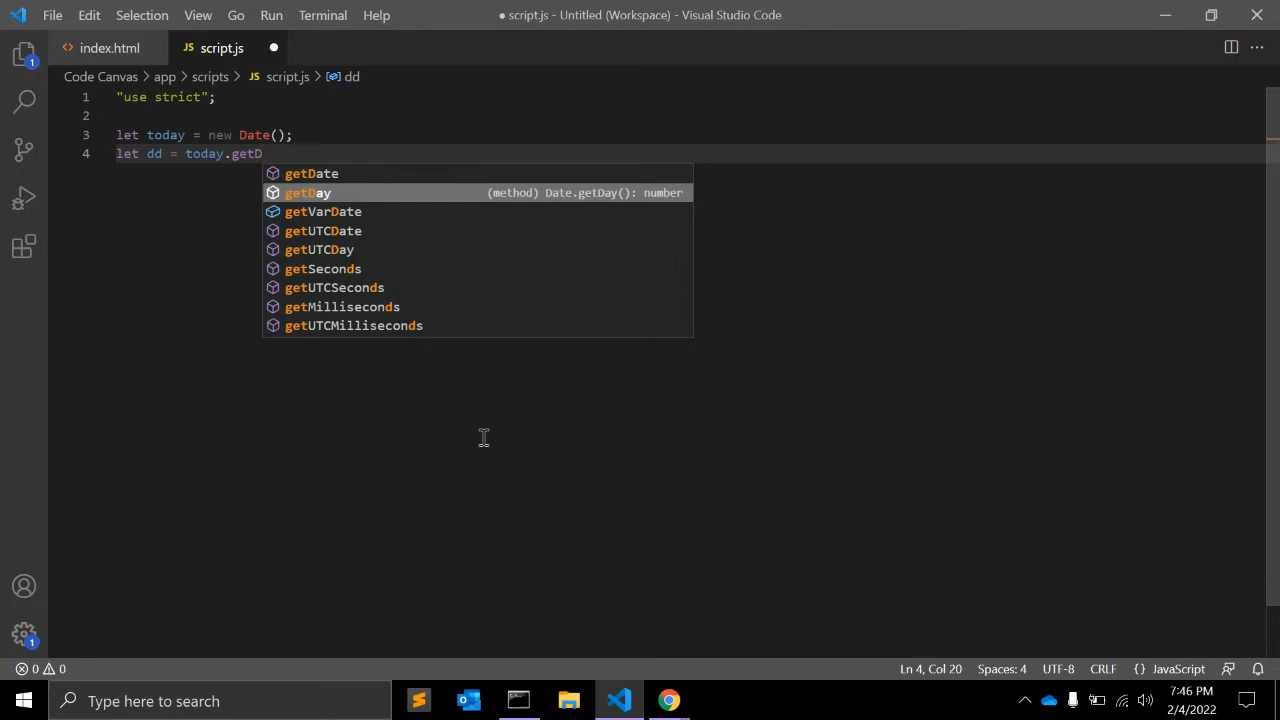 File Edit Selection View Go Run Terminal Help ● script.js - Untitled (Workspace) - Visual Studio Code
<> index.html JS script.js ●
Code Canvas > app > scripts > JS script.js > dd
1 "use strict";
2
3 let today = new Date();
4 let dd = today.getD
getDate
getDay (method) Date.getDay(): number
getVarDate
getUTCDate
getUTCDay
getSeconds
getUTCSeconds
getMilliseconds
getUTCMilliseconds
1
1
0 0 Ln 4, Col 20 Spaces: 4 UTF-8 CRLF {} JavaScript
Type here to search
7:46 PM
2/4/2022